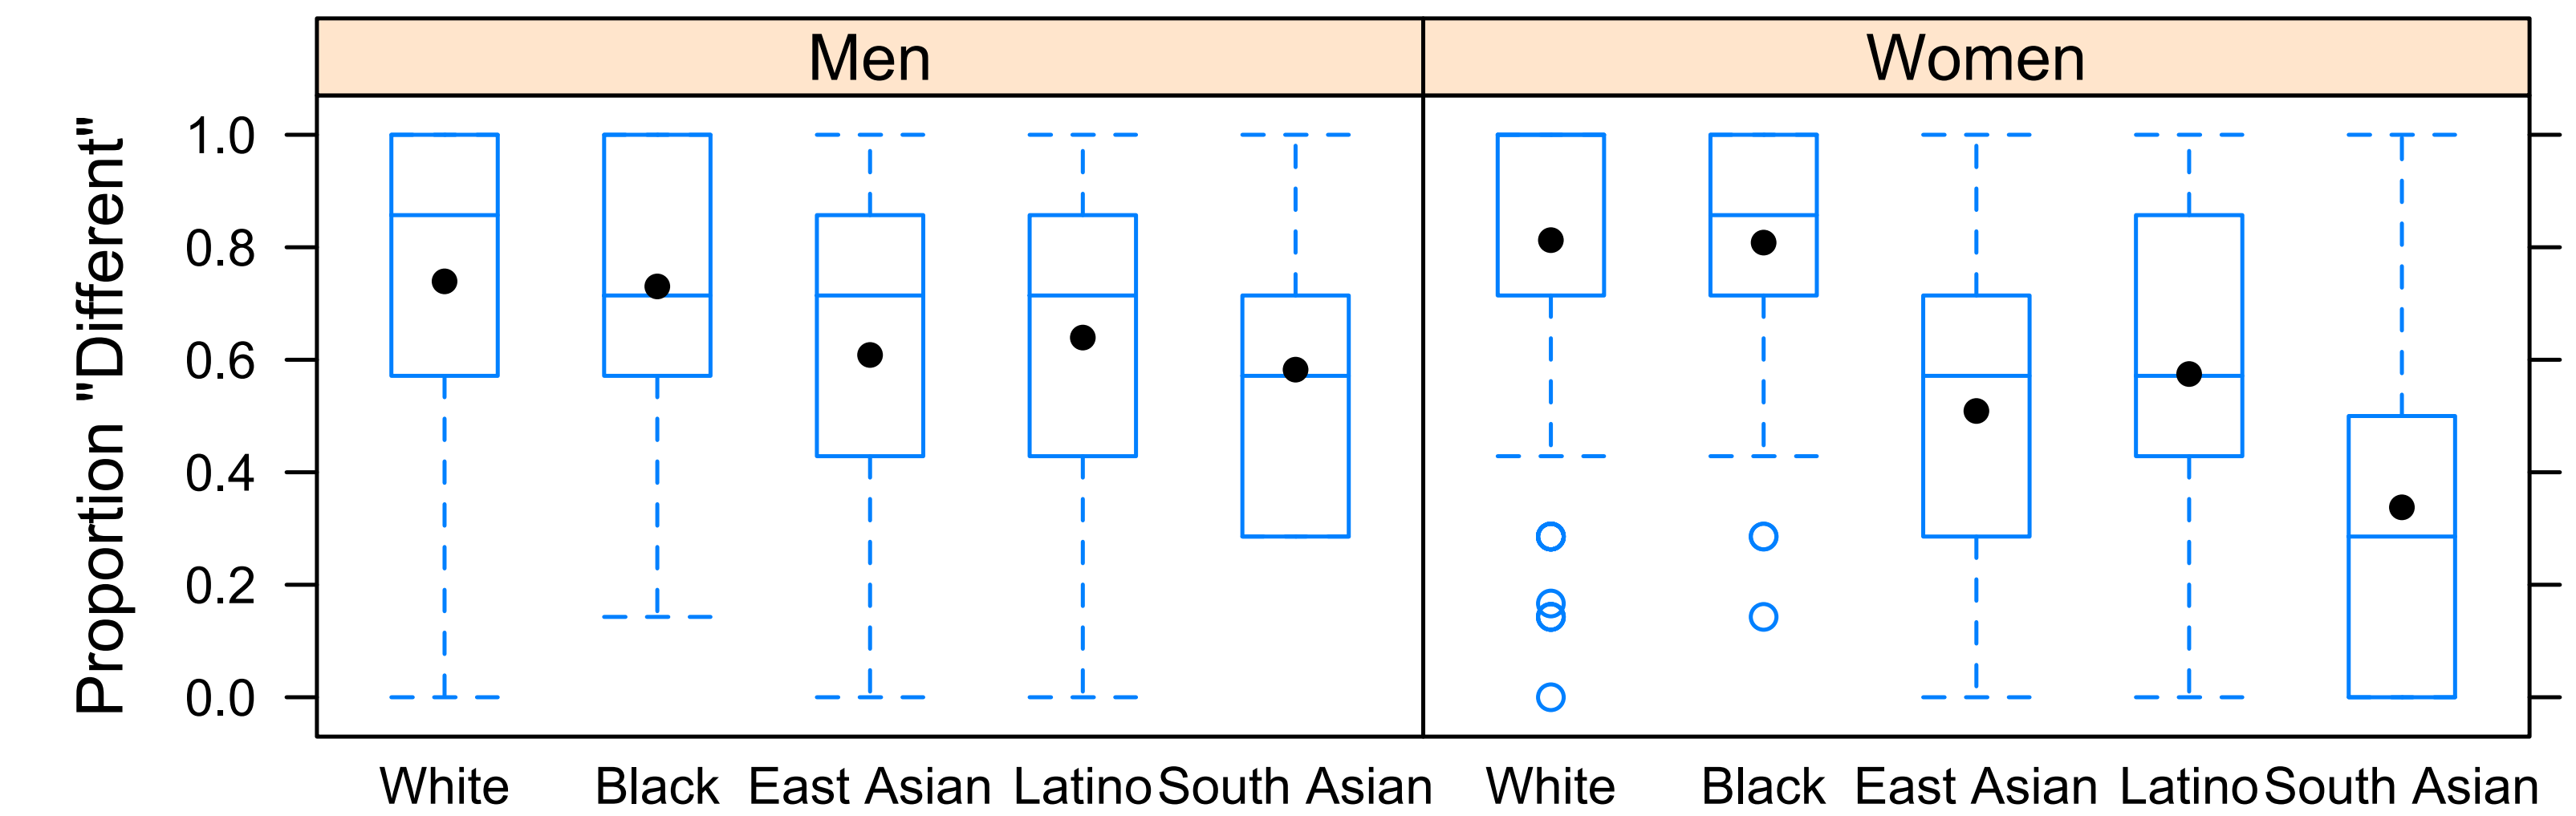 Men
Women
Proportion "Different"
1.0
0.8
0.6
0.4
0.2
0.0
White Black East Asian Latino South Asian White Black East Asian Latino South Asian